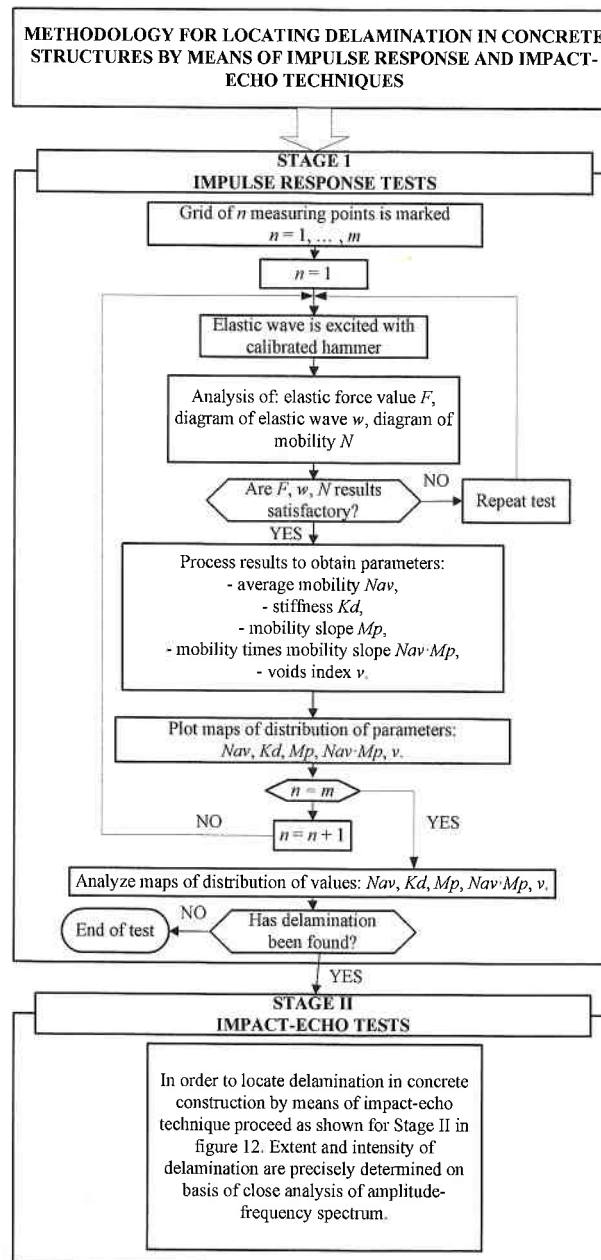 METHODOLOGY FOR LOCATING DELAMINATION IN CONCRETE
STRUCTURES BY MEANS OF IMPULSE RESPONSE AND IMPACT-
ECHO TECHNIQUES
STAGE I
IMPULSE RESPONSE TESTS
Grid of n measuring points is marked
n = 1, … , m
n = 1
Elastic wave is excited with
calibrated hammer
Analysis of: elastic force value F,
diagram of elastic wave w, diagram of
mobility N
Are F, w, N results
satisfactory?
NO
Repeat test
YES
Process results to obtain parameters:
- average mobility Nav,
- stiffness Kd,
- mobility slope Mp,
- mobility times mobility slope Nav·Mp,
- voids index v.
Plot maps of distribution of parameters:
Nav, Kd, Mp, Nav·Mp, v.
n = m
NO
YES
n = n + 1
Analyze maps of distribution of values: Nav, Kd, Mp, Nav·Mp, v.
Has delamination
been found?
NO
End of test
YES
STAGE II
IMPACT-ECHO TESTS
In order to locate delamination in concrete
construction by means of impact-echo
technique proceed as shown for Stage II in
figure 12. Extent and intensity of
delamination are precisely determined on
basis of close analysis of amplitude-
frequency spectrum.